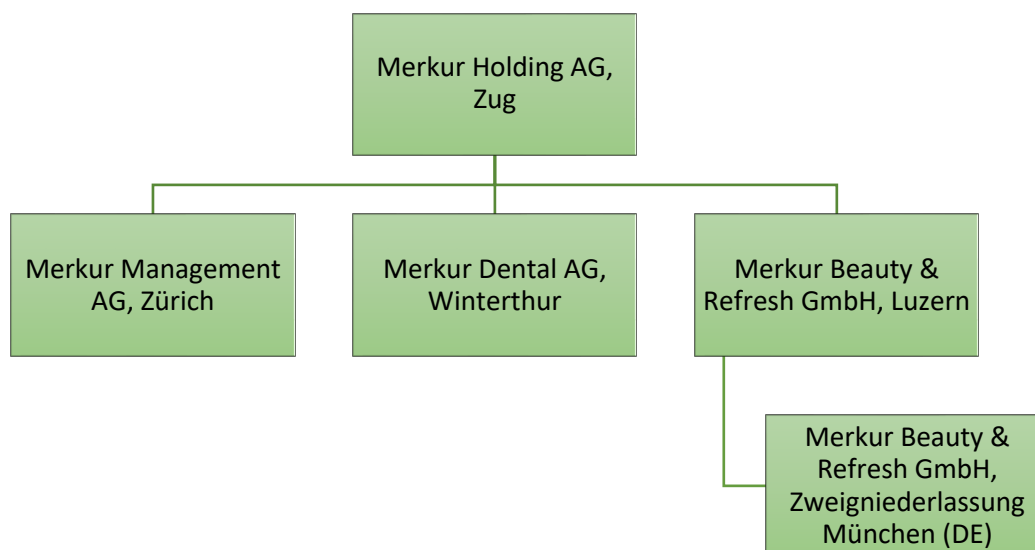 Merkur Holding AG,
Zug
Merkur Management
AG, Zürich
Merkur Dental AG,
Winterthur
Merkur Beauty &
Refresh GmbH, Luzern
Merkur Beauty &
Refresh GmbH,
Zweigniederlassung
München (DE)